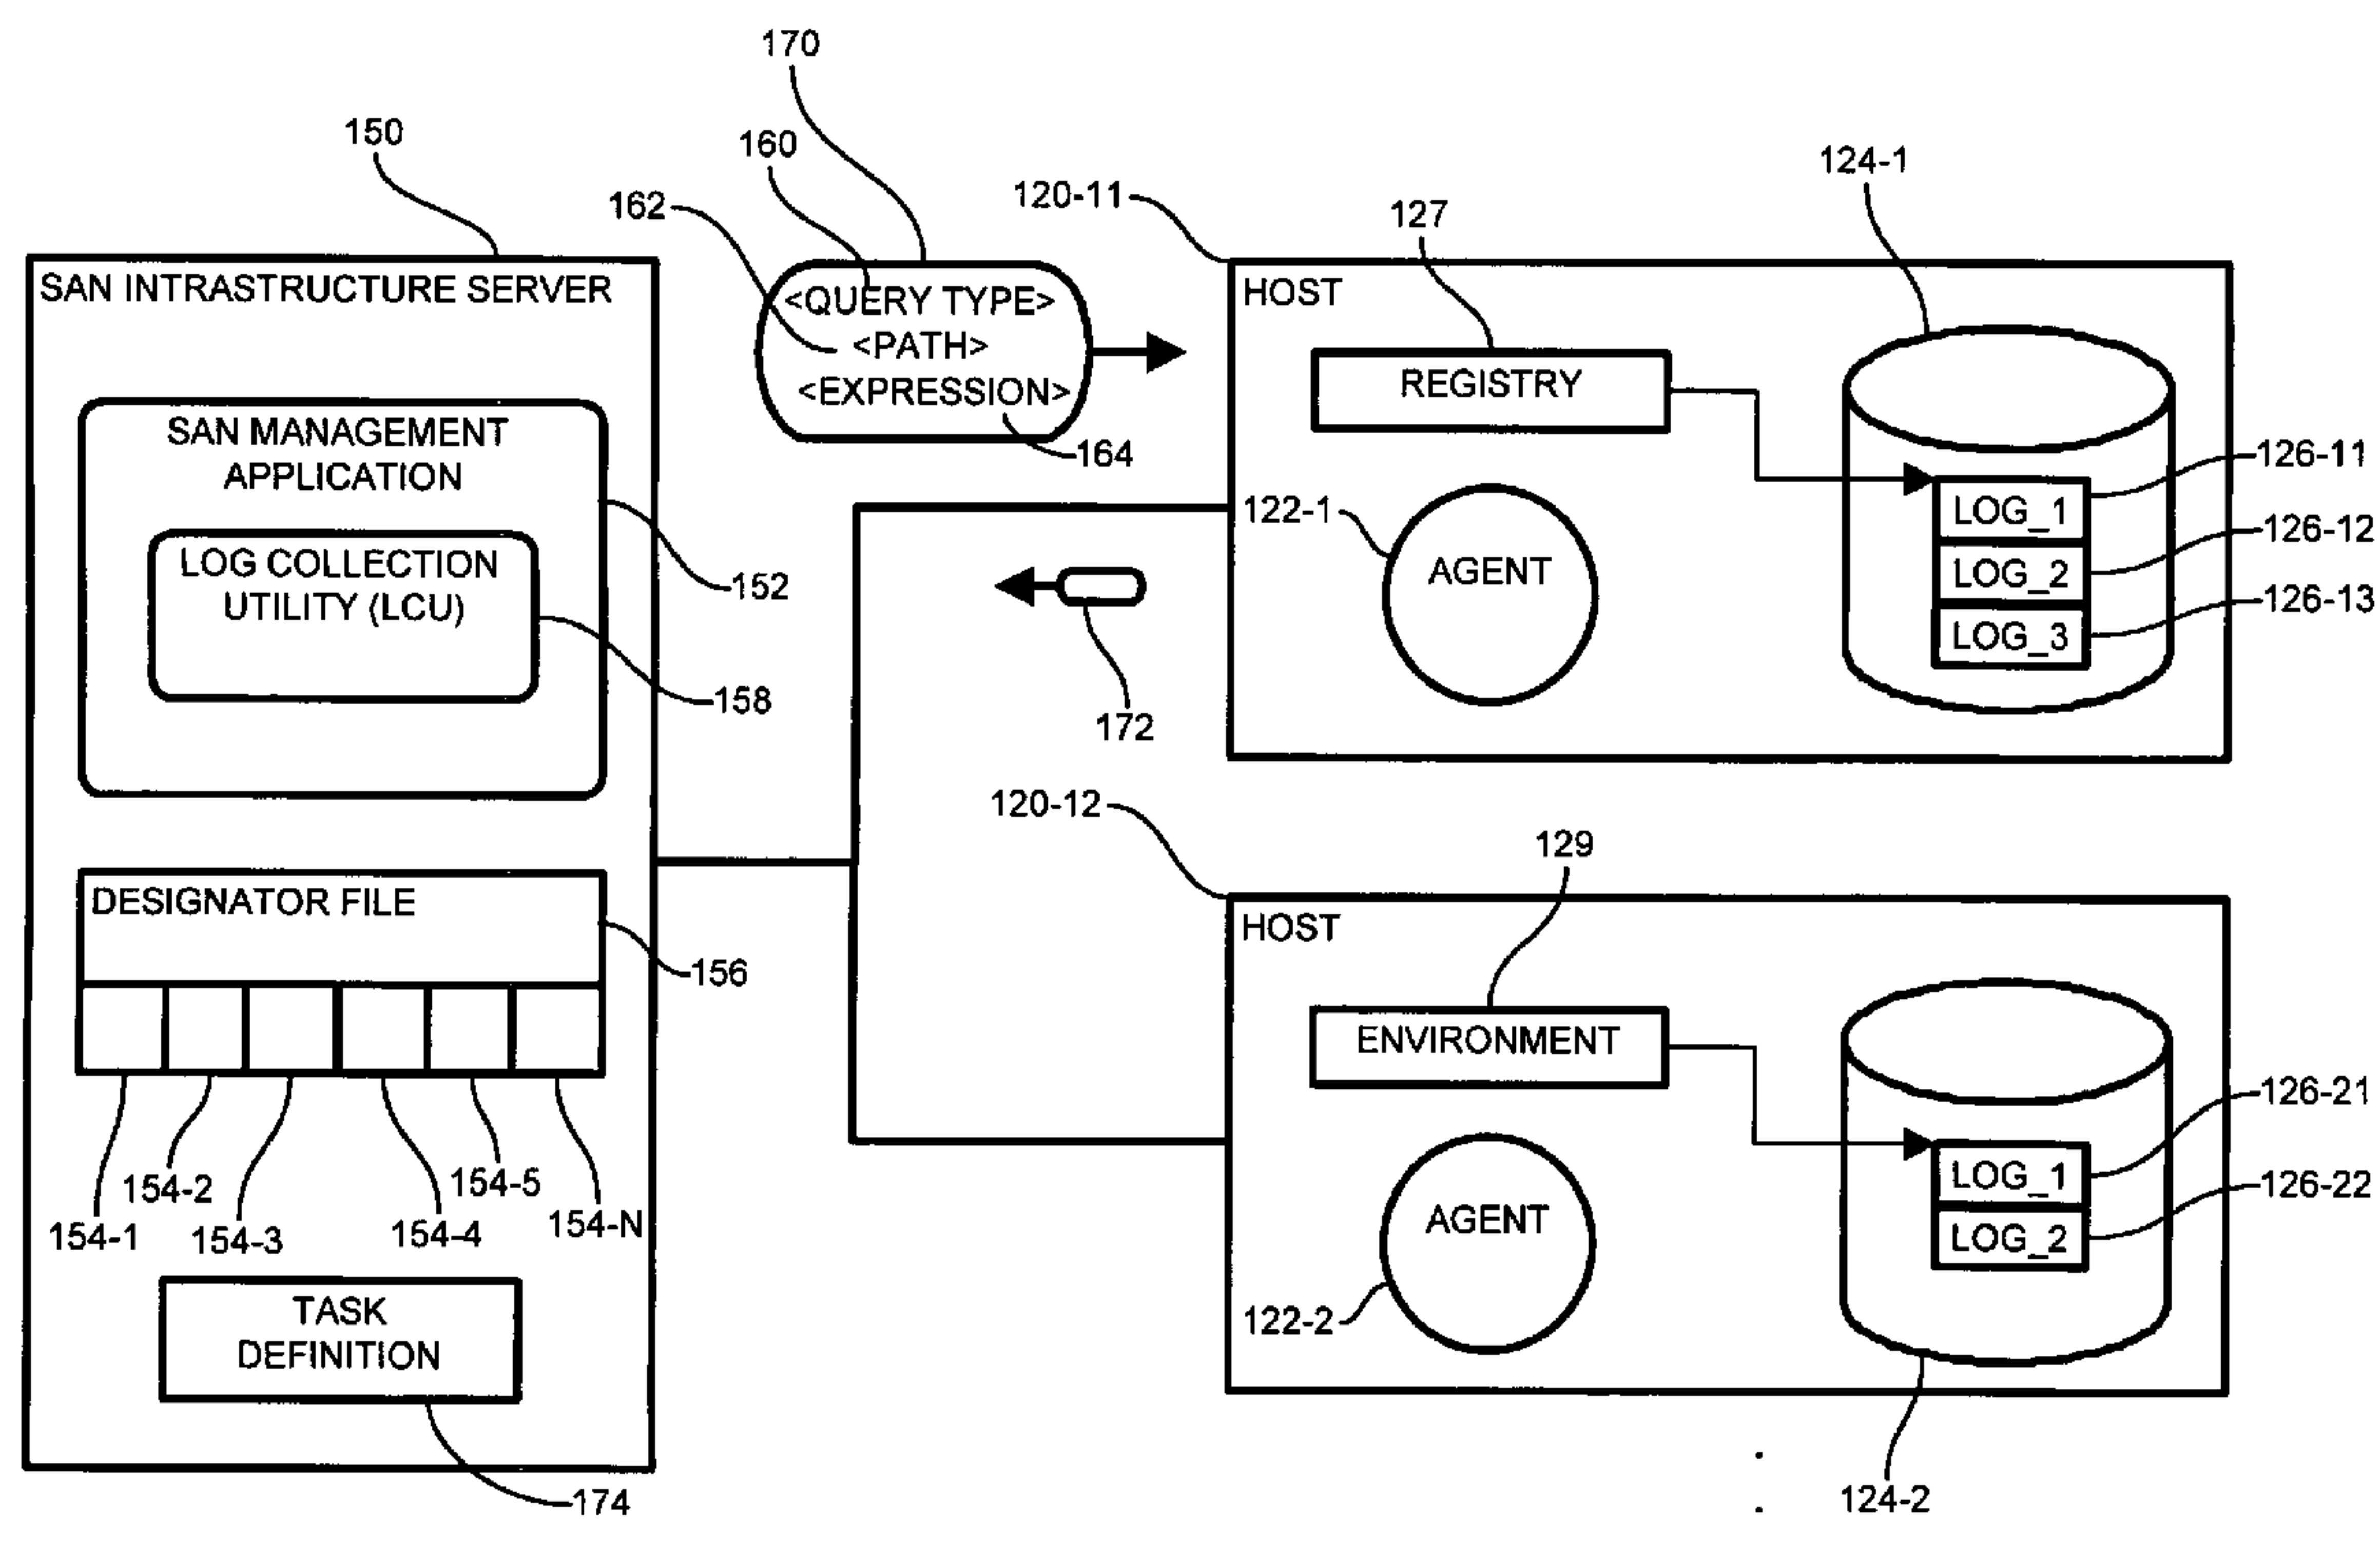 170
150
160
124-1
162
120-11
127
SAN INTRASTRUCTURE SERVER
<QUERY TYPE>
<PATH>
<EXPRESSION>
164
HOST
REGISTRY
SAN MANAGEMENT
APPLICATION
LOG COLLECTION
UTILITY (LCU)
152
158
122-1
AGENT
126-11
LOG_1
126-12
LOG_2
126-13
LOG_3
172
120-12
129
DESIGNATOR FILE
156
HOST
ENVIRONMENT
154-1
154-2
154-3
154-4
154-5
154-N
122-2
AGENT
126-21
LOG_1
126-22
LOG_2
TASK
DEFINITION
174
124-2